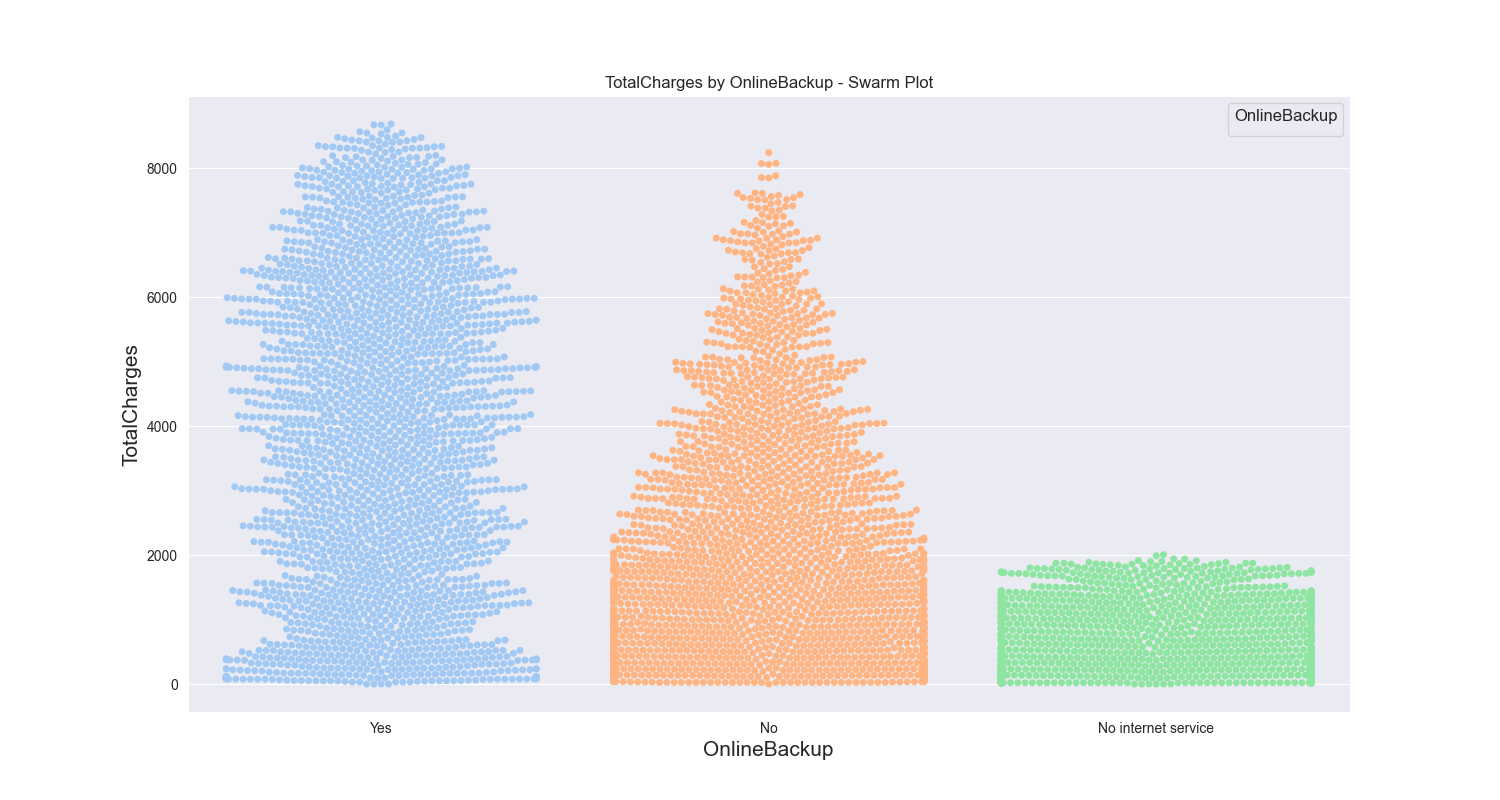 TotalCharges by OnlineBackup - Swarm Plot
OnlineBackup
8000
6000
4000
2000
0
TotalCharges
Yes
No
No internet service
OnlineBackup